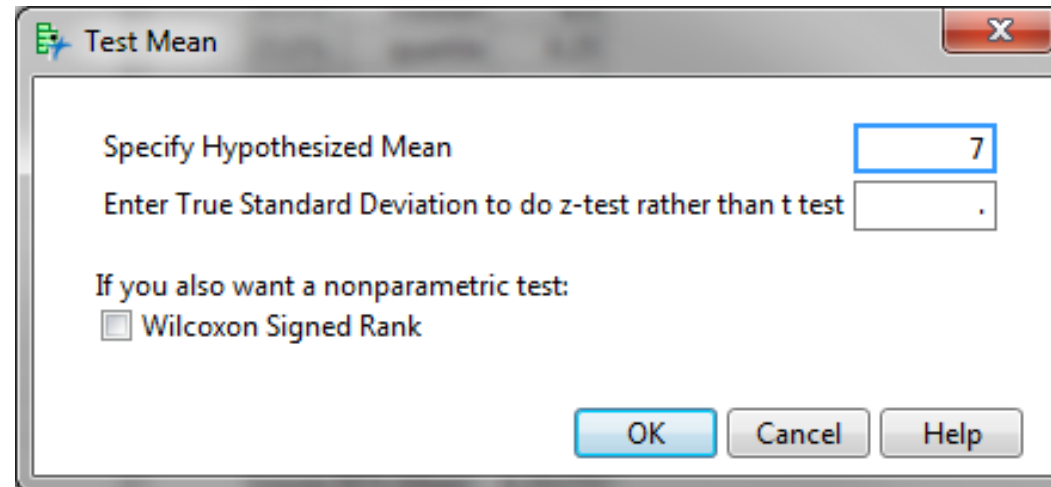 Test Mean
Specify Hypothesized Mean 7
Enter True Standard Deviation to do z-test rather than t test .
If you also want a nonparametric test:
Wilcoxon Signed Rank
OK Cancel Help